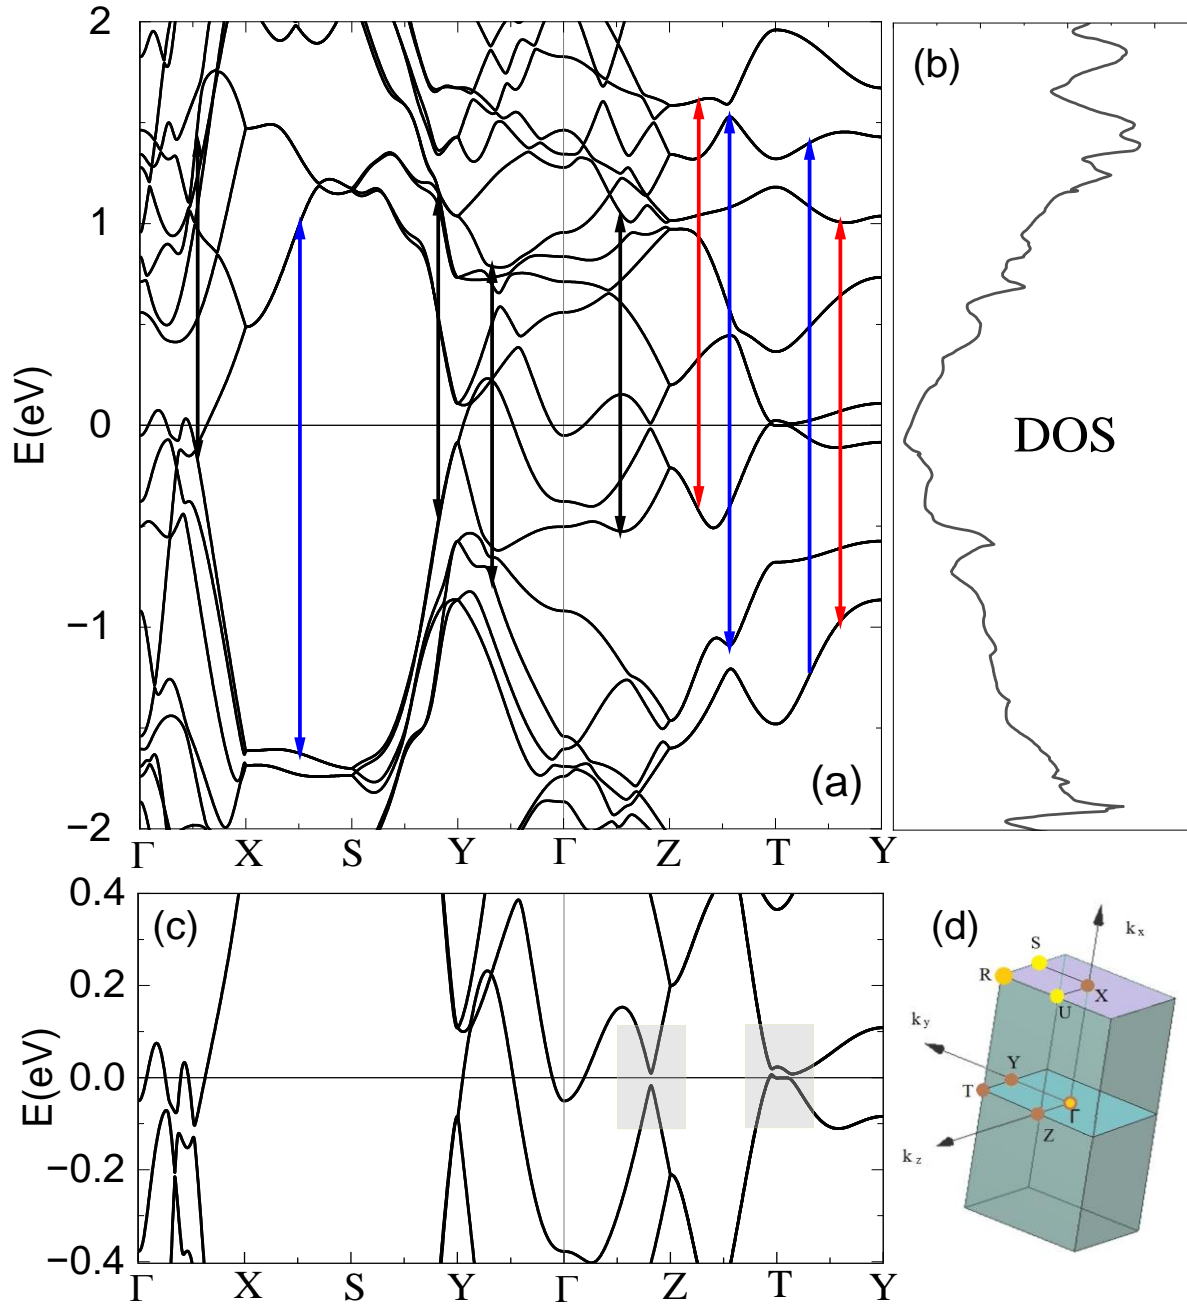 2
1
0
−1
−2
E(eV)
Γ X S Y Γ Z T Y
(a)
(b)
DOS
0.4
0.2
0.0
−0.2
−0.4
E(eV)
(c)
Γ X S Y Γ Z T Y
(d)
k x
S
R
X
U
k y
Y
T
Γ
Z
k z